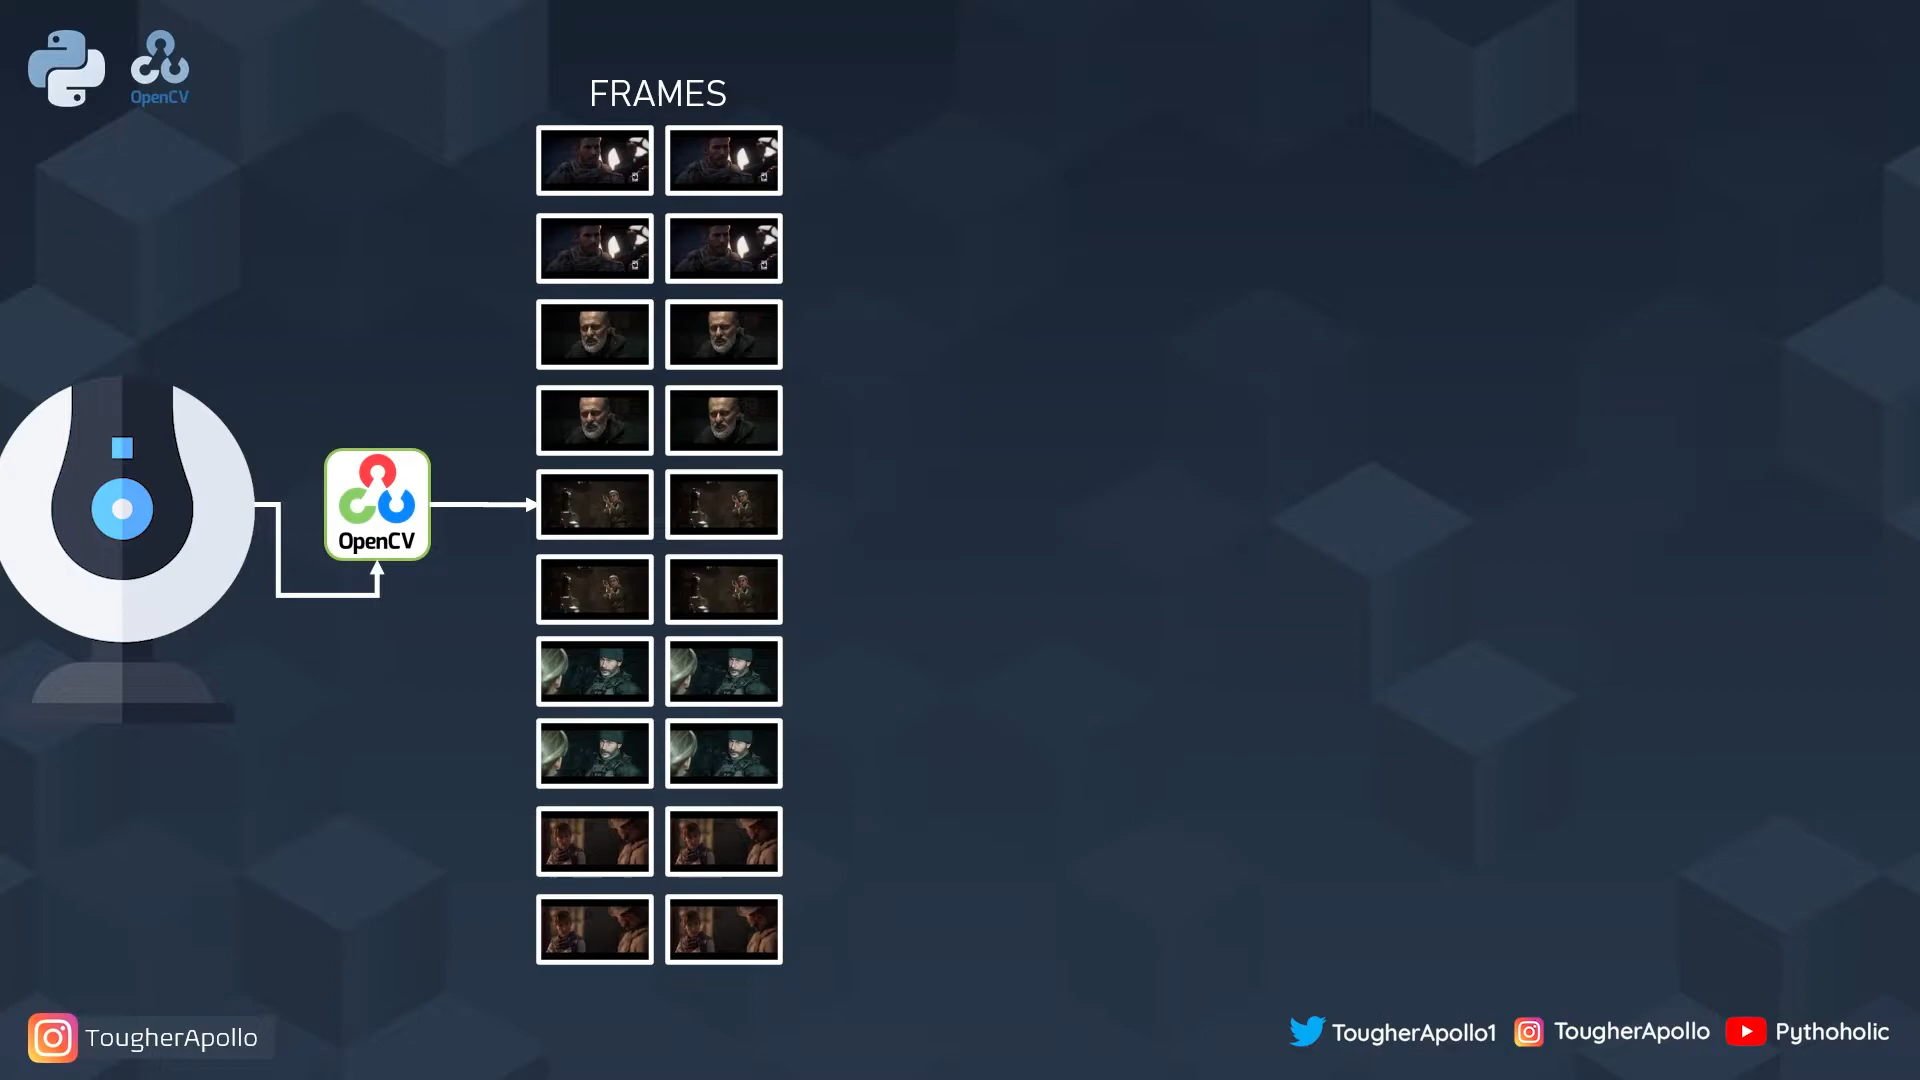 OpenCV
FRAMES
OpenCV
TougherApollo
TougherApollo1
TougherApollo
Pythoholic